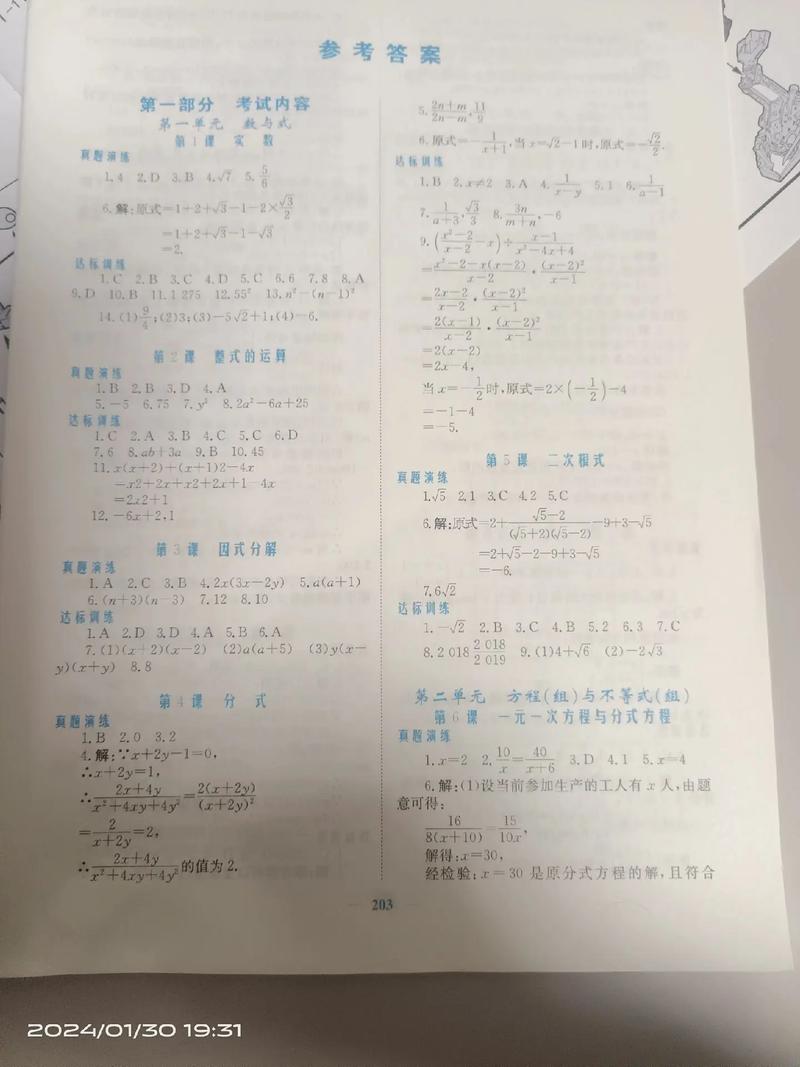 参考答案
第一部分 考试内容
第一单元 数与式
第1课 实数
真题演练
1.4 2.D 3.B 4.√7 5.5/6
6.解:原式=1+2+√3-1-2×√3/2
=1+2+√3-1-√3
=2.
达标训练
1.C 2.B 3.C 4.D 5.C 6.6 7.8 8.A
9.D 10.B 11.1 275 12.55² 13.n²-(n-1)²
14.(1)9/4;(2)3;(3)-5√2+1;(4)-6.
第2课 整式的运算
真题演练
1.B 2.B 3.D 4.A
5.-5 6.75 7.y² 8.2a²-6a+25
达标训练
1.C 2.A 3.B 4.C 5.C 6.D
7.6 8.ab+3a 9.B 10.45
11.x(x+2)+(x+1)2-4x
=x2+2x+x2+2x+1-4x
=2x2+1
12.-6x+2,1
第3课 因式分解
真题演练
1.A 2.C 3.B 4.2x(3x-2y) 5.a(a+1)
6.(n+3)(n-3) 7.12 8.10
达标训练
1.A 2.D 3.D 4.A 5.B 6.A
7.(1)(x+2)(x-2) (2)a(a+5) (3)y(x-
y)(x+y) 8.8
第4课 分式
真题演练
1.B 2.0 3.2
4.解:∵x+2y-1=0,
∴x+2y=1,
∴(2x+4y)/(x²+4xy+4y²)=2(x+2y)/(x+2y)²
=2/(x+2y)=2,
∴(2x+4y)/(x²+4xy+4y²)的值为2.
5.(2n+m)/(2n-m),11/9
6.原式=-1/(x+1),当x=√2-1时,原式=-√2/2.
达标训练
1.B 2.x≠2 3.A 4.1/(x-y) 5.1 6.1/(a-1)
7.1/(a+3),√3/3 8.3n/(m+n),-6
9.((x²-2)/(x-2)-x)÷(x-1)/(x²-4x+4)
=(x²-2-x(x-2))/(x-2)·(x-2)²/(x-1)
=(2x-2)/(x-2)·(x-2)²/(x-1)
=2(x-1)/(x-2)·(x-2)²/(x-1)
=2(x-2)
=2x-4,
当x=-1/2时,原式=2×(-1/2)-4
=-1-4
=-5.
第5课 二次根式
真题演练
1.√5 2.1 3.C 4.2 5.C
6.解:原式=2+(√5-2)/((√5+2)(√5-2))-9+3-√5
=2+√5-2-9+3-√5
=-6.
7.6√2
达标训练
1.-√2 2.B 3.C 4.B 5.2 6.3 7.C
8.2 018 2 018/2 019 9.(1)4+√6 (2)-2√3
第二单元 方程(组)与不等式(组)
第6课 一元一次方程与分式方程
真题演练
1.x=2 2.10/x=40/(x+6) 3.D 4.1 5.x=4
6.解:(1)设当前参加生产的工人有x人,由题
意可得:
16/(8(x+10))=15/(10x),
解得:x=30,
经检验:x=30是原分式方程的解,且符合
203
2024/01/30 19:31